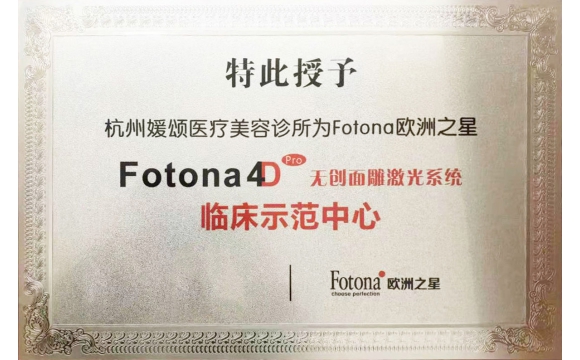 特此授予
杭州媛颂医疗美容诊所为Fotona欧洲之星
Fotona4D Pro 无创面雕激光系统
临床示范中心
Fotona 欧洲之星
choose perfection